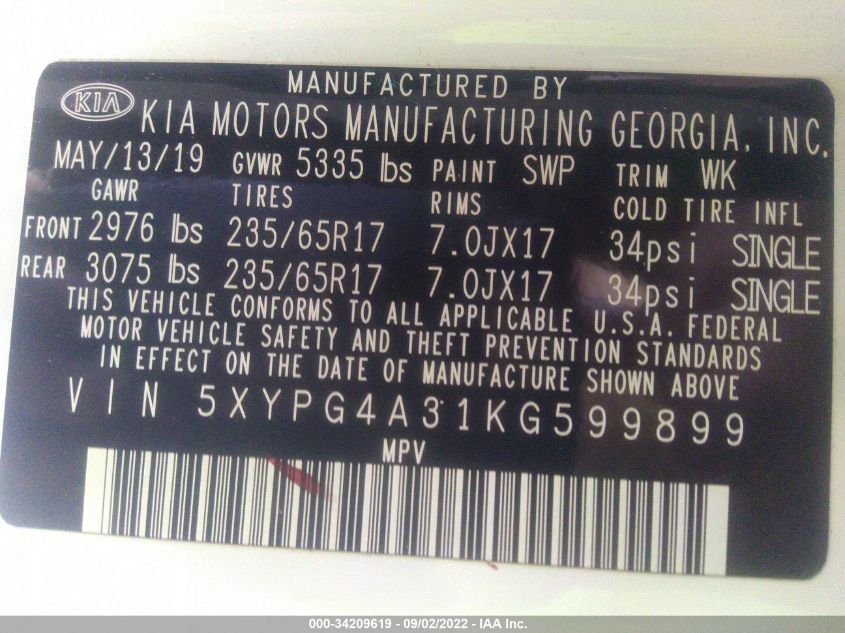 MANUFACTURED BY
KIA KIA MOTORS MANUFACTURING GEORGIA, INC.
MAY/13/19 GVWR 5335 lbs PAINT SWP TRIM WK
GAWR TIRES RIMS COLD TIRE INFL
FRONT 2976 lbs 235/65R17 7.0JX17 34psi SINGLE
REAR 3075 lbs 235/65R17 7.0JX17 34psi SINGLE
THIS VEHICLE CONFORMS TO ALL APPLICABLE U.S.A. FEDERAL
MOTOR VEHICLE SAFETY AND THEFT PREVENTION STANDARDS
IN EFFECT ON THE DATE OF MANUFACTURE SHOWN ABOVE
VIN 5XYPG4A31KG599899
MPV
000-34209619 - 09/02/2022 - IAA Inc.